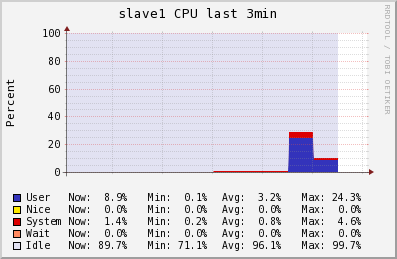 slave1 CPU last 3min
RRDTOOL / TOBI OETIKER
Percent
100
80
60
40
20
0
User Now: 8.9% Min: 0.1% Avg: 3.2% Max: 24.3%
Nice Now: 0.0% Min: 0.0% Avg: 0.0% Max: 0.0%
System Now: 1.4% Min: 0.2% Avg: 0.8% Max: 4.6%
Wait Now: 0.0% Min: 0.0% Avg: 0.0% Max: 0.0%
Idle Now: 89.7% Min: 71.1% Avg: 96.1% Max: 99.7%